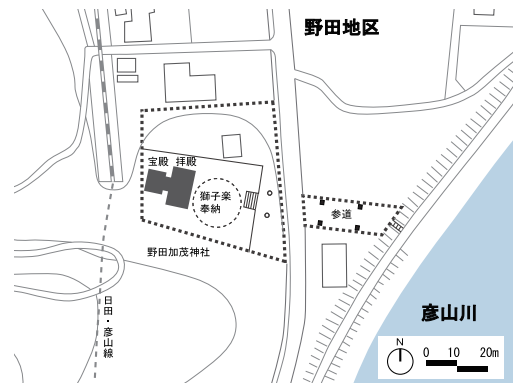 野田地区
宝殿 拝殿
獅子楽
奉納
参道
野田加茂神社
日田・彦山線
彦山川
N
0 10 20m